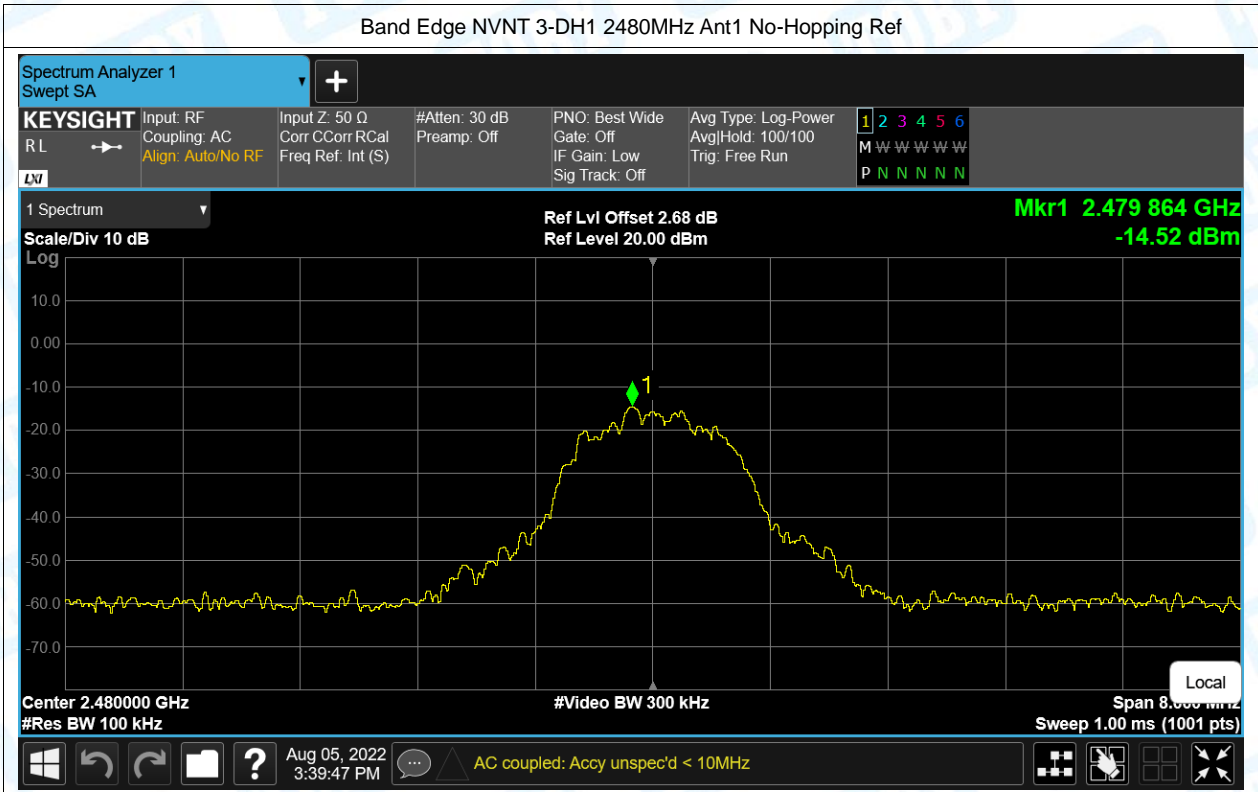 Band Edge NVNT 3-DH1 2480MHz Ant1 No-Hopping Ref
Spectrum Analyzer 1
Swept SA
KEYSIGHT
R L
LXI
Input: RF
Coupling: AC
Align: Auto/No RF
Input Z: 50 Ω
Corr CCorr RCal
Freq Ref: Int (S)
#Atten: 30 dB
Preamp: Off
PNO: Best Wide
Gate: Off
IF Gain: Low
Sig Track: Off
Avg Type: Log-Power
Avg|Hold: 100/100
Trig: Free Run
1 2 3 4 5 6
M W W W W W
P N N N N N
1 Spectrum
Scale/Div 10 dB
Ref Lvl Offset 2.68 dB
Ref Level 20.00 dBm
Mkr1 2.479 864 GHz
-14.52 dBm
Log
10.0
0.00
-10.0
-20.0
-30.0
-40.0
-50.0
-60.0
-70.0
1
Center 2.480000 GHz
#Res BW 100 kHz
#Video BW 300 kHz
Local
Span 8.000 MHz
Sweep 1.00 ms (1001 pts)
?
Aug 05, 2022
3:39:47 PM
AC coupled: Accy unspec'd < 10MHz